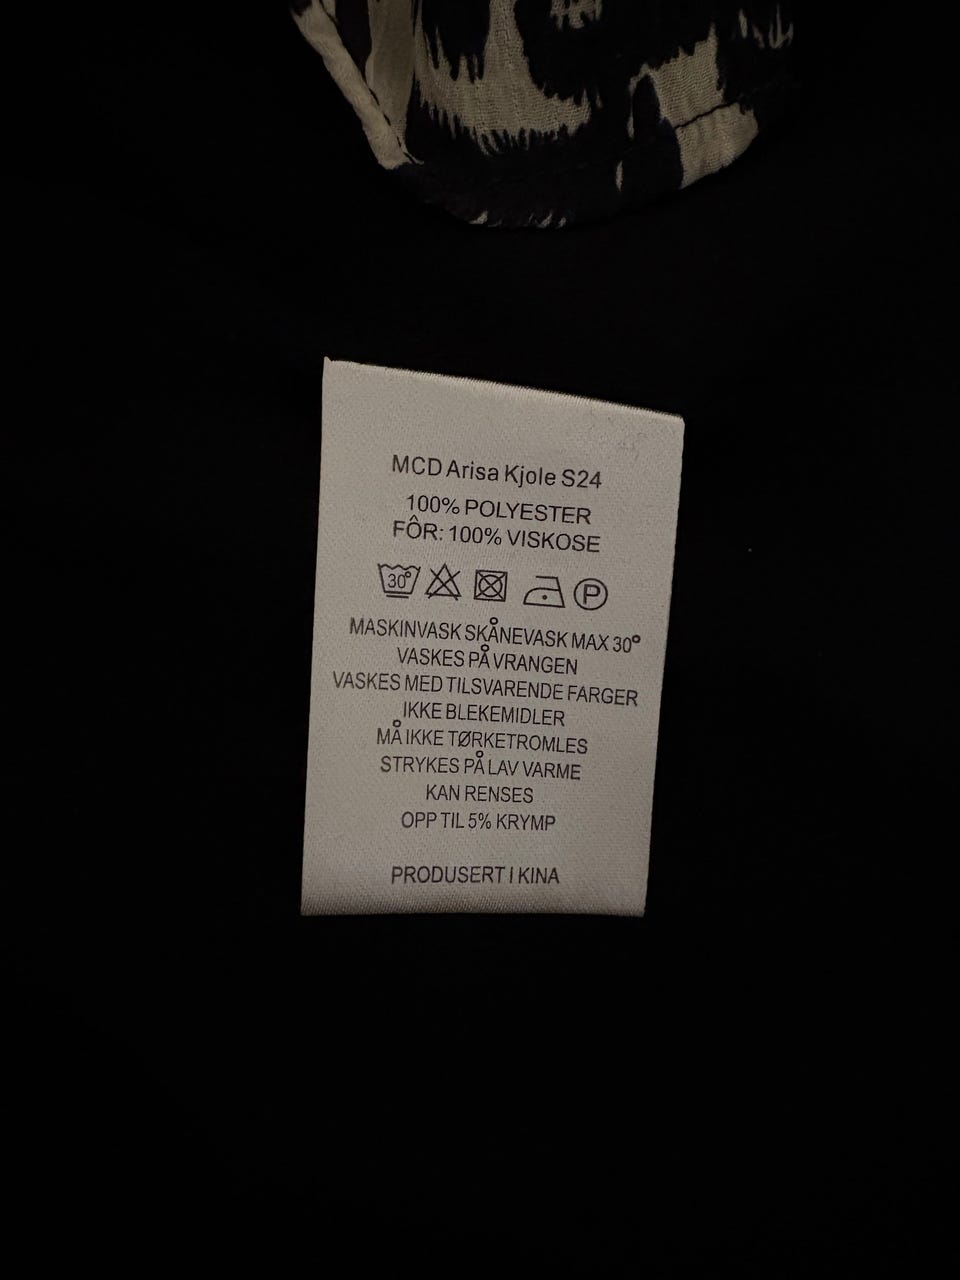 MCD Arisa Kjole S24
100% POLYESTER
FÔR: 100% VISKOSE
30° P
MASKINVASK SKÅNEVASK MAX 30°
VASKES PÅ VRANGEN
VASKES MED TILSVARENDE FARGER
IKKE BLEKEMIDLER
MÅ IKKE TØRKETROMLES
STRYKES PÅ LAV VARME
KAN RENSES
OPP TIL 5% KRYMP
PRODUSERT I KINA